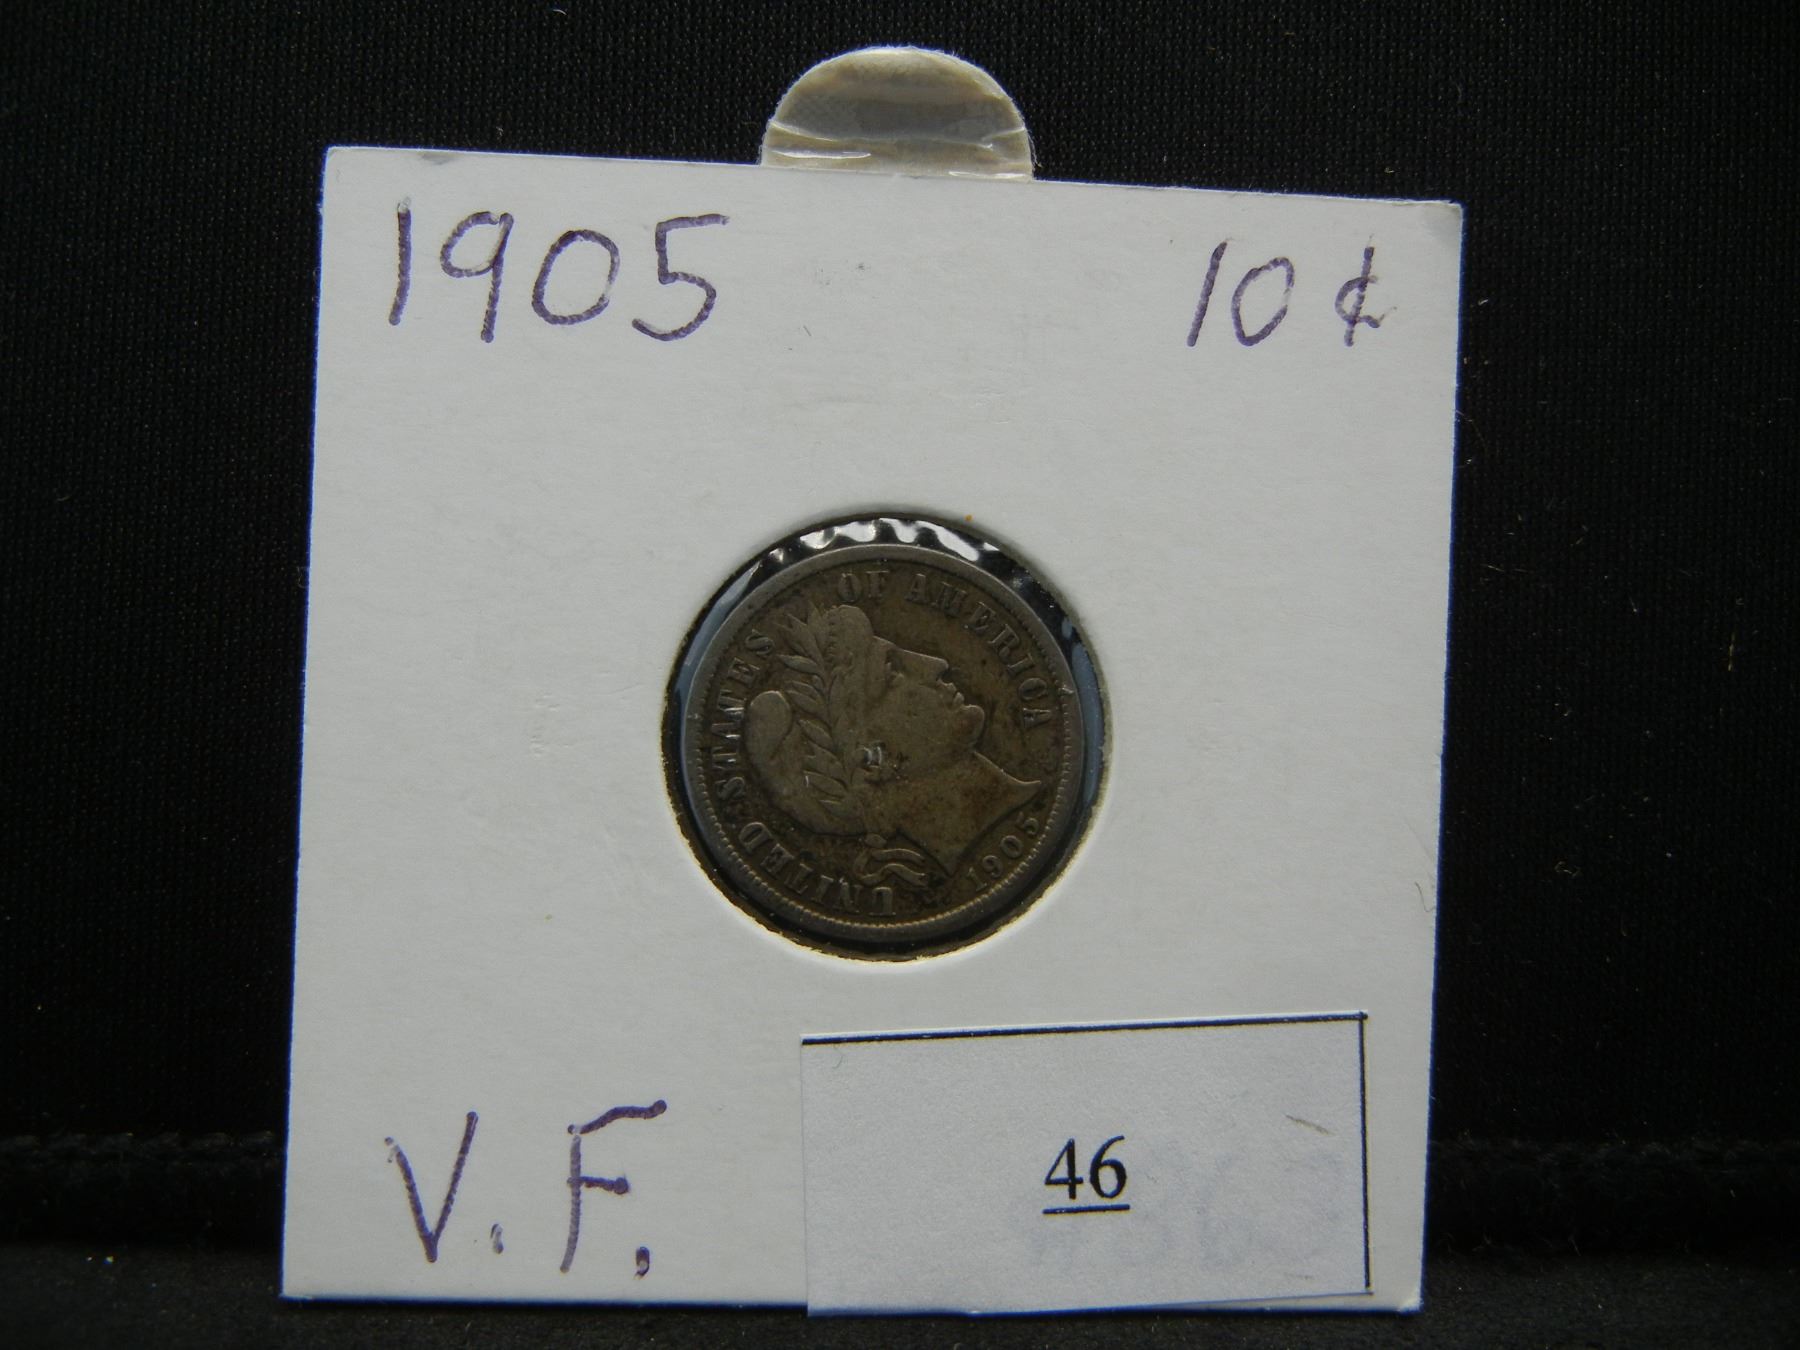 1905 10¢
UNITED STATES OF AMERICA
1905
V.F.
46